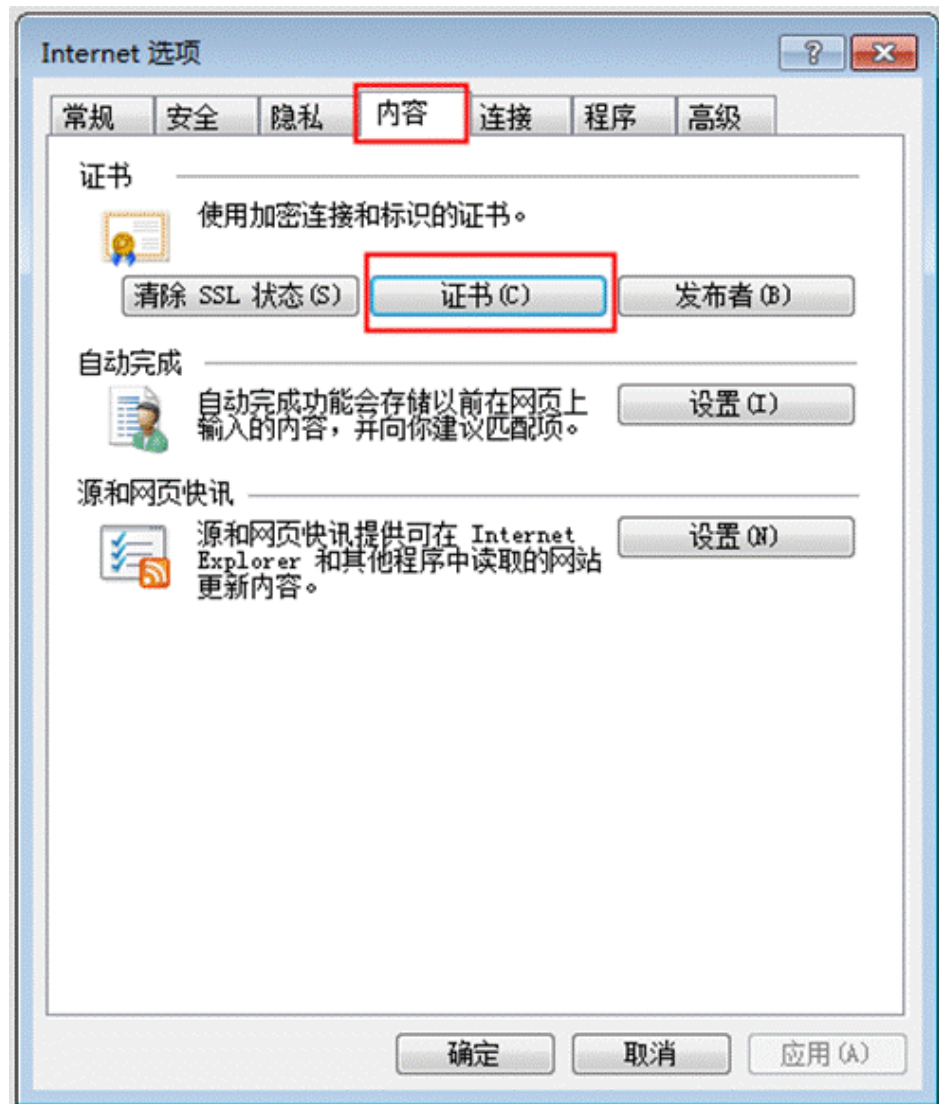 Internet 选项
常规 安全 隐私 内容 连接 程序 高级
证书
使用加密连接和标识的证书。
清除 SSL 状态(S) 证书(C) 发布者(B)
自动完成
自动完成功能会存储以前在网页上
输入的内容，并向你建议匹配项。
设置(I)
源和网页快讯
源和网页快讯提供可在 Internet
Explorer 和其他程序中读取的网站
更新内容。
设置(N)
确定 取消 应用(A)